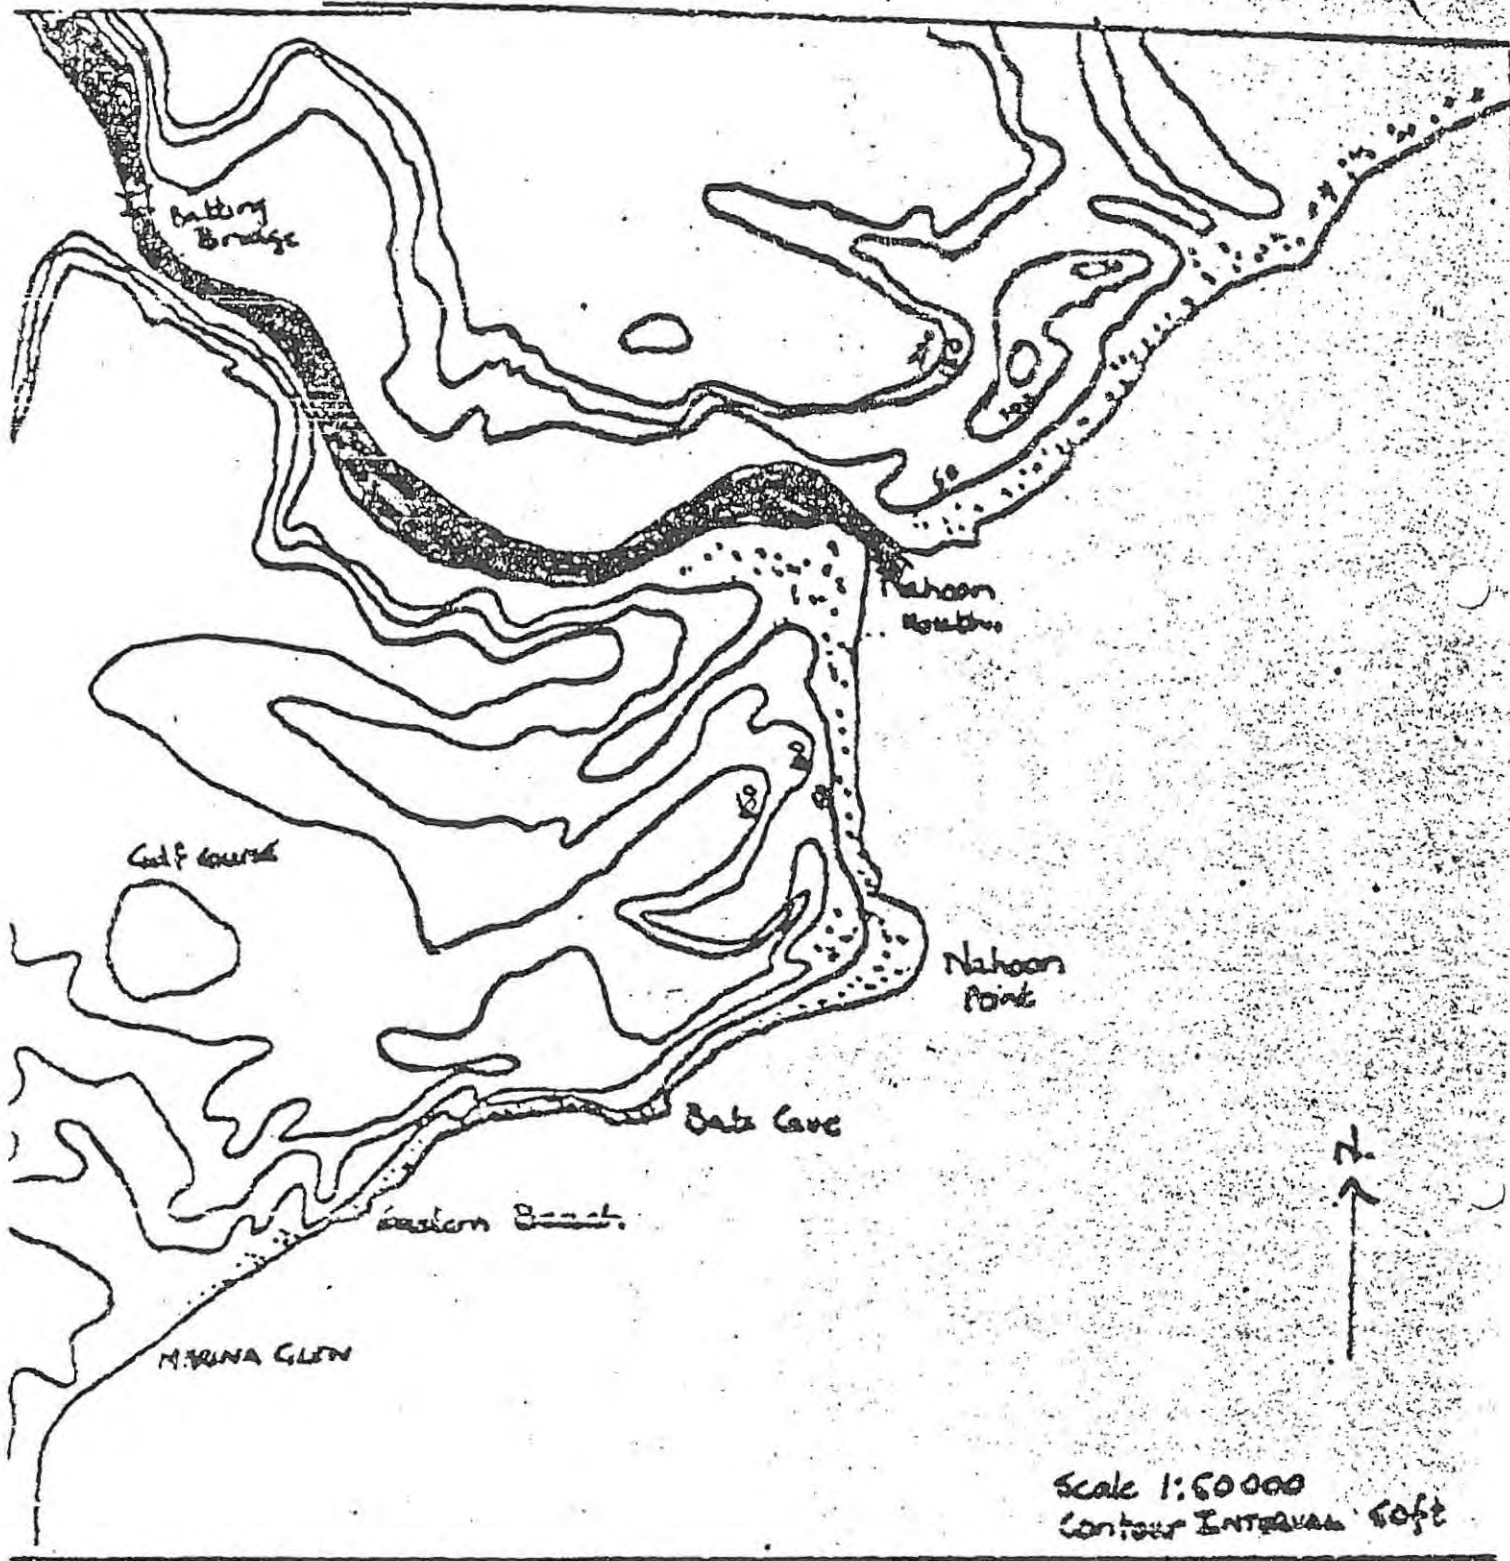 Batting
Bridge
Nahoon
Mouth.
Golf course
Nahoon
Point
Bats Cave
N.
Eastern
MARINA GLEN
Scale 1:50000
Contour INTERVAL 50ft